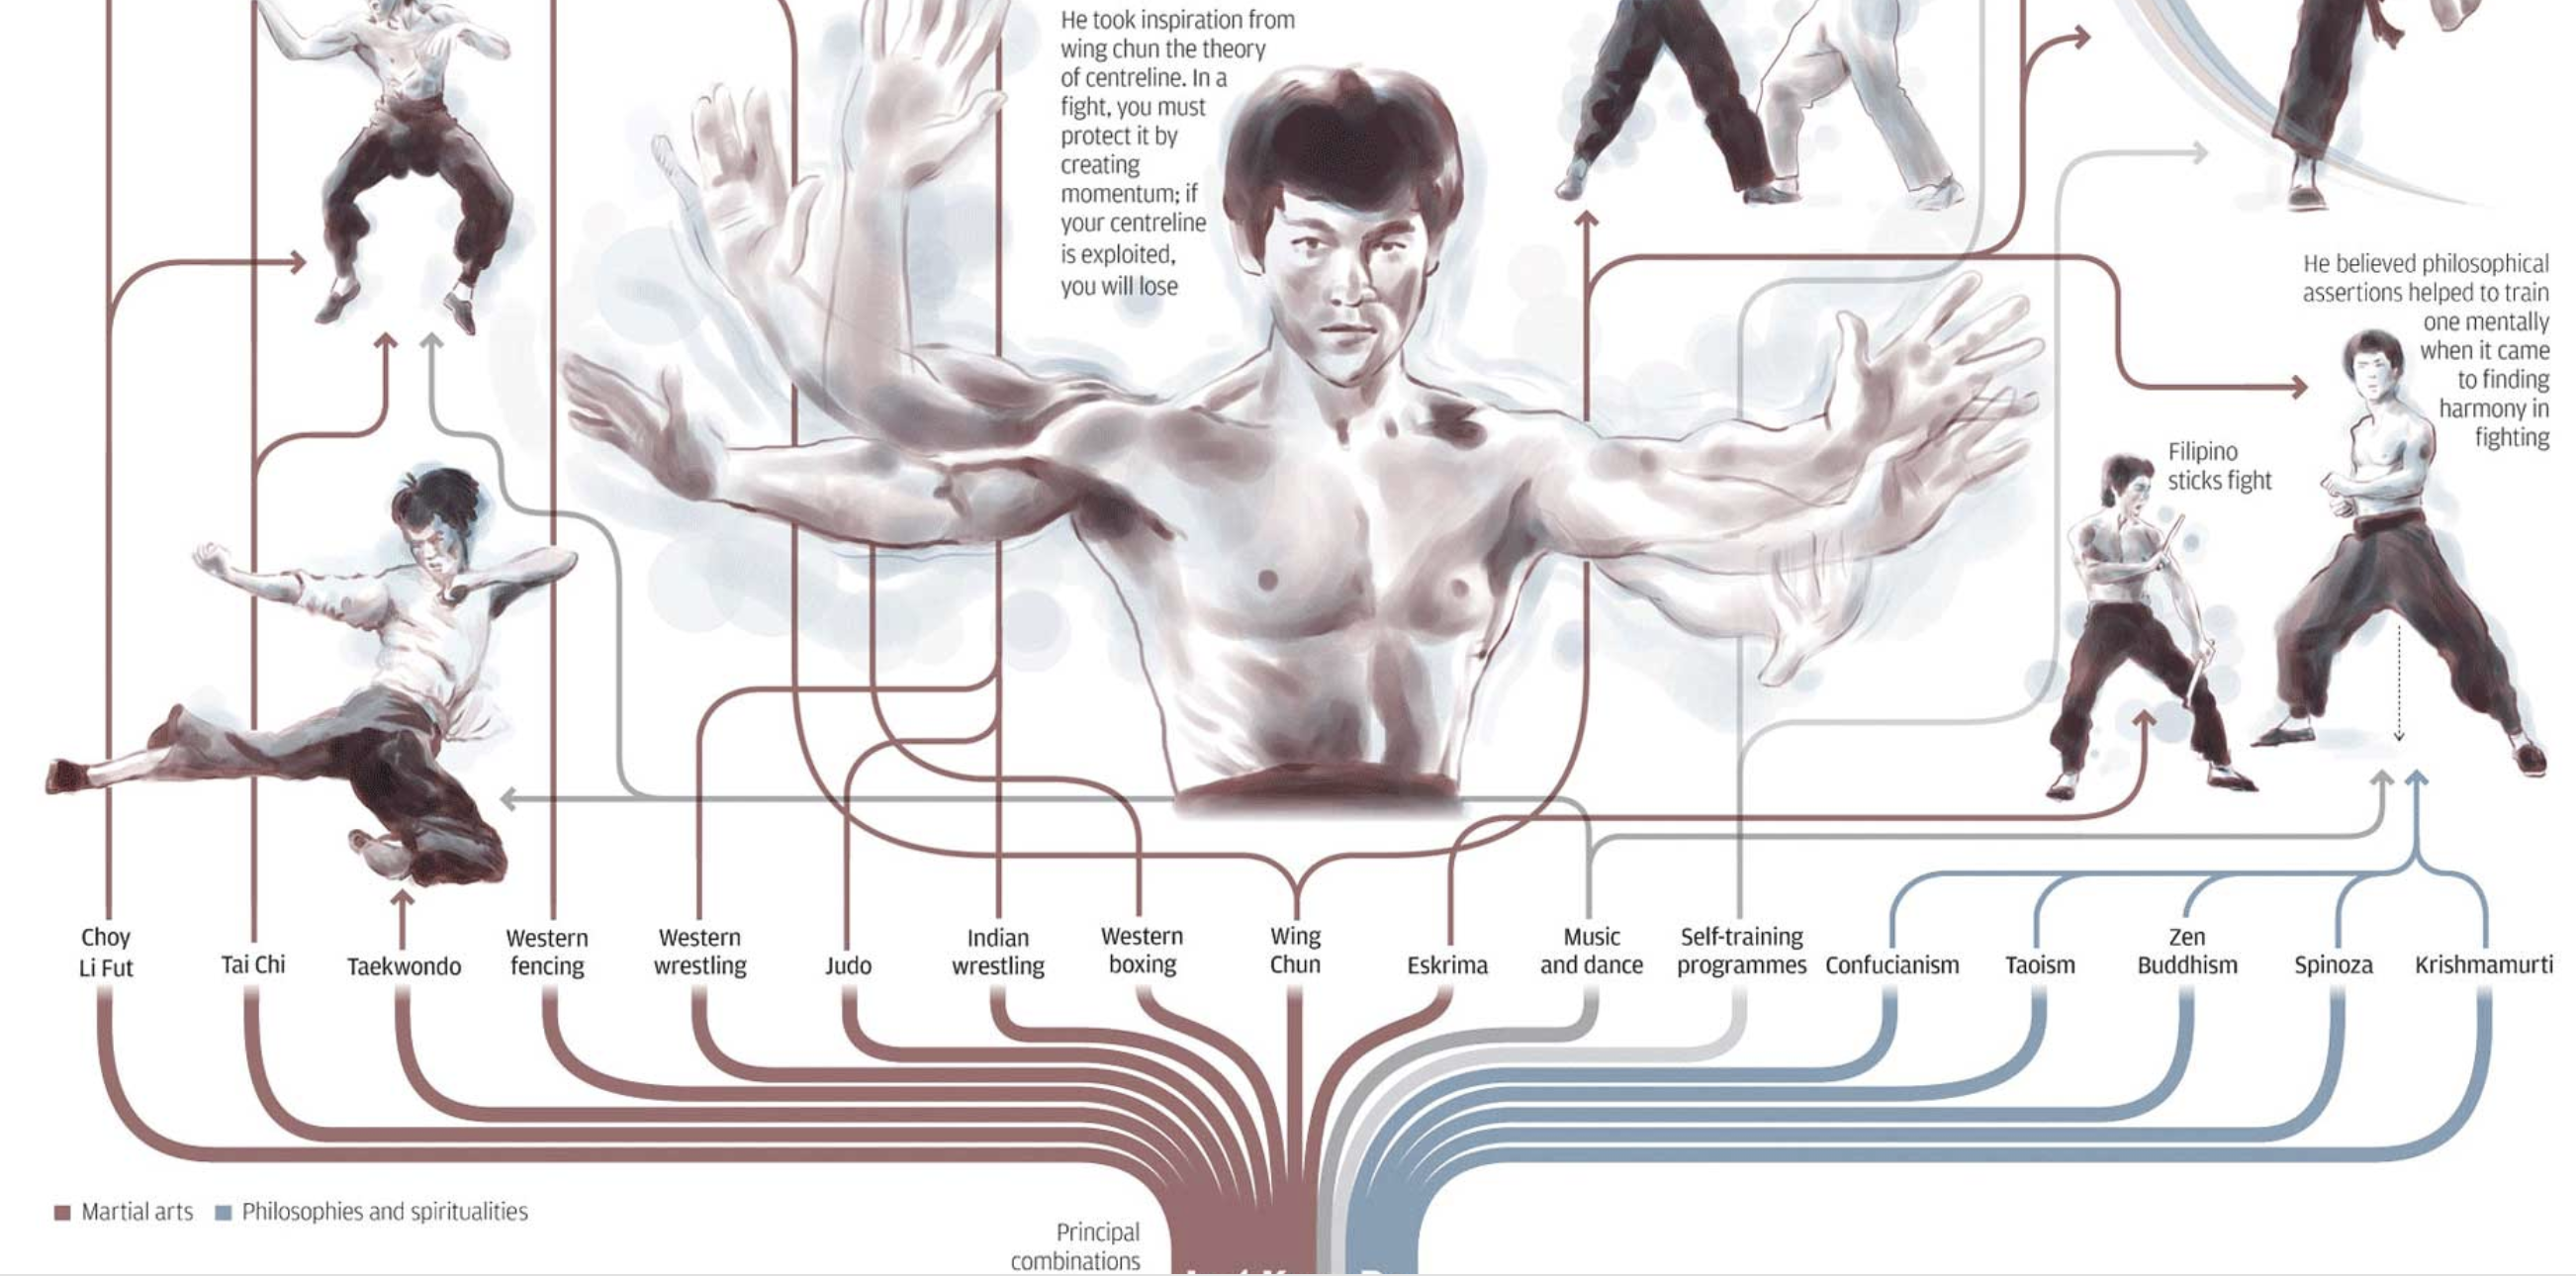 He took inspiration from
wing chun the theory
of centreline. In a
fight, you must
protect it by
creating
momentum; if
your centreline
is exploited,
you will lose
He believed philosophical
assertions helped to train
one mentally
when it came
to finding
harmony in
fighting
Filipino
sticks fight
Choy
Li Fut
Tai Chi
Taekwondo
Western
fencing
Western
wrestling
Judo
Indian
wrestling
Western
boxing
Wing
Chun
Eskrima
Music
and dance
Self-training
programmes
Confucianism
Taoism
Zen
Buddhism
Spinoza
Krishmamurti
Martial arts
Philosophies and spiritualities
Principal
combinations